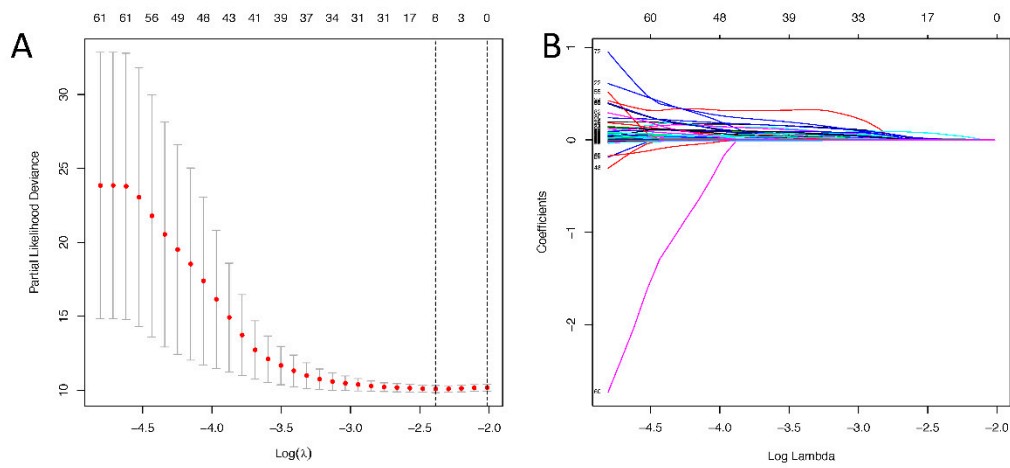 A
61 61 56 49 46 43 41 39 37 34 31 31 17 8 3 0
Partial Likelihood Deviance
30
25
20
15
10
−4.5 −4.0 −3.5 −3.0 −2.5 −2.0
Log(λ)
B
60 48 39 33 17 0
Coefficients
1
0
−1
−2
−4.5 −4.0 −3.5 −3.0 −2.5 −2.0
Log Lambda